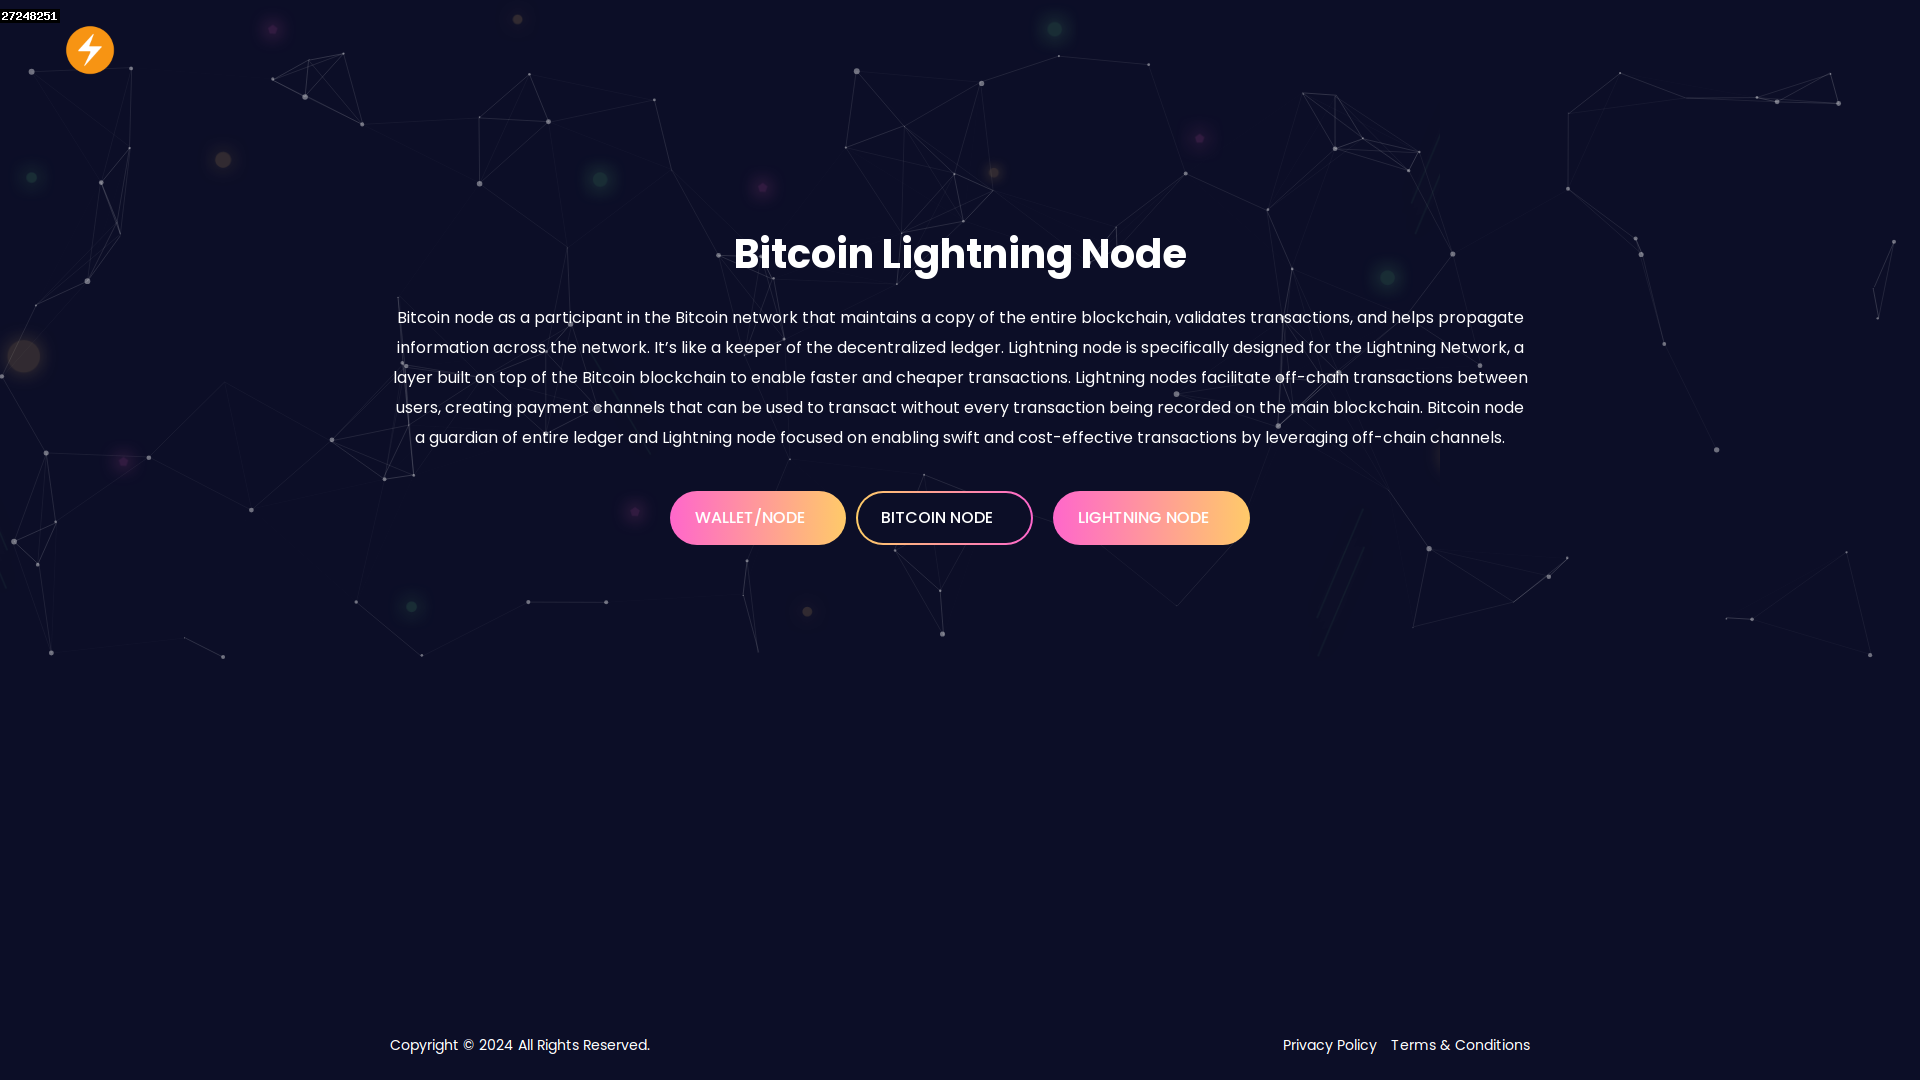 27248251
Bitcoin Lightning Node
Bitcoin node as a participant in the Bitcoin network that maintains a copy of the entire blockchain, validates transactions, and helps propagate
information across the network. It’s like a keeper of the decentralized ledger. Lightning node is specifically designed for the Lightning Network, a
layer built on top of the Bitcoin blockchain to enable faster and cheaper transactions. Lightning nodes facilitate off-chain transactions between
users, creating payment channels that can be used to transact without every transaction being recorded on the main blockchain. Bitcoin node
a guardian of entire ledger and Lightning node focused on enabling swift and cost-effective transactions by leveraging off-chain channels.
WALLET/NODE BITCOIN NODE LIGHTNING NODE
Copyright © 2024 All Rights Reserved. Privacy Policy Terms & Conditions